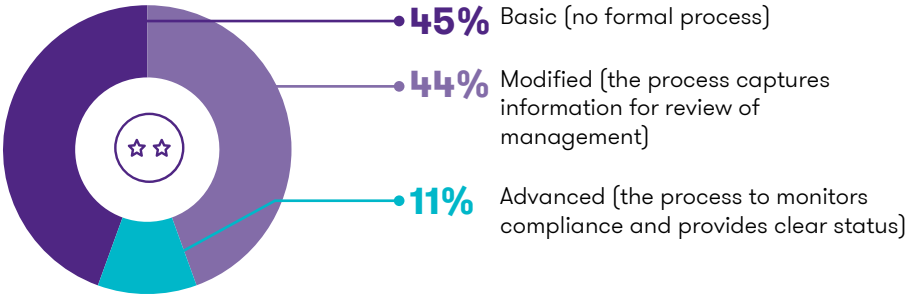 45% Basic (no formal process)
44% Modified (the process captures
information for review of
management)
11% Advanced (the process to monitors
compliance and provides clear status)